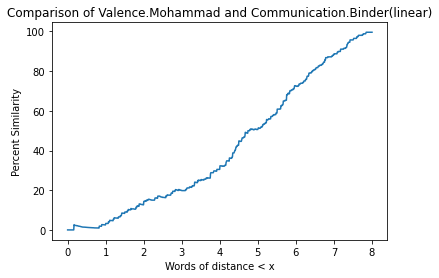 Comparison of Valence.Mohammad and Communication.Binder(linear)
100
80
60
40
20
0
Percent Similarity
0 1 2 3 4 5 6 7 8
Words of distance < x